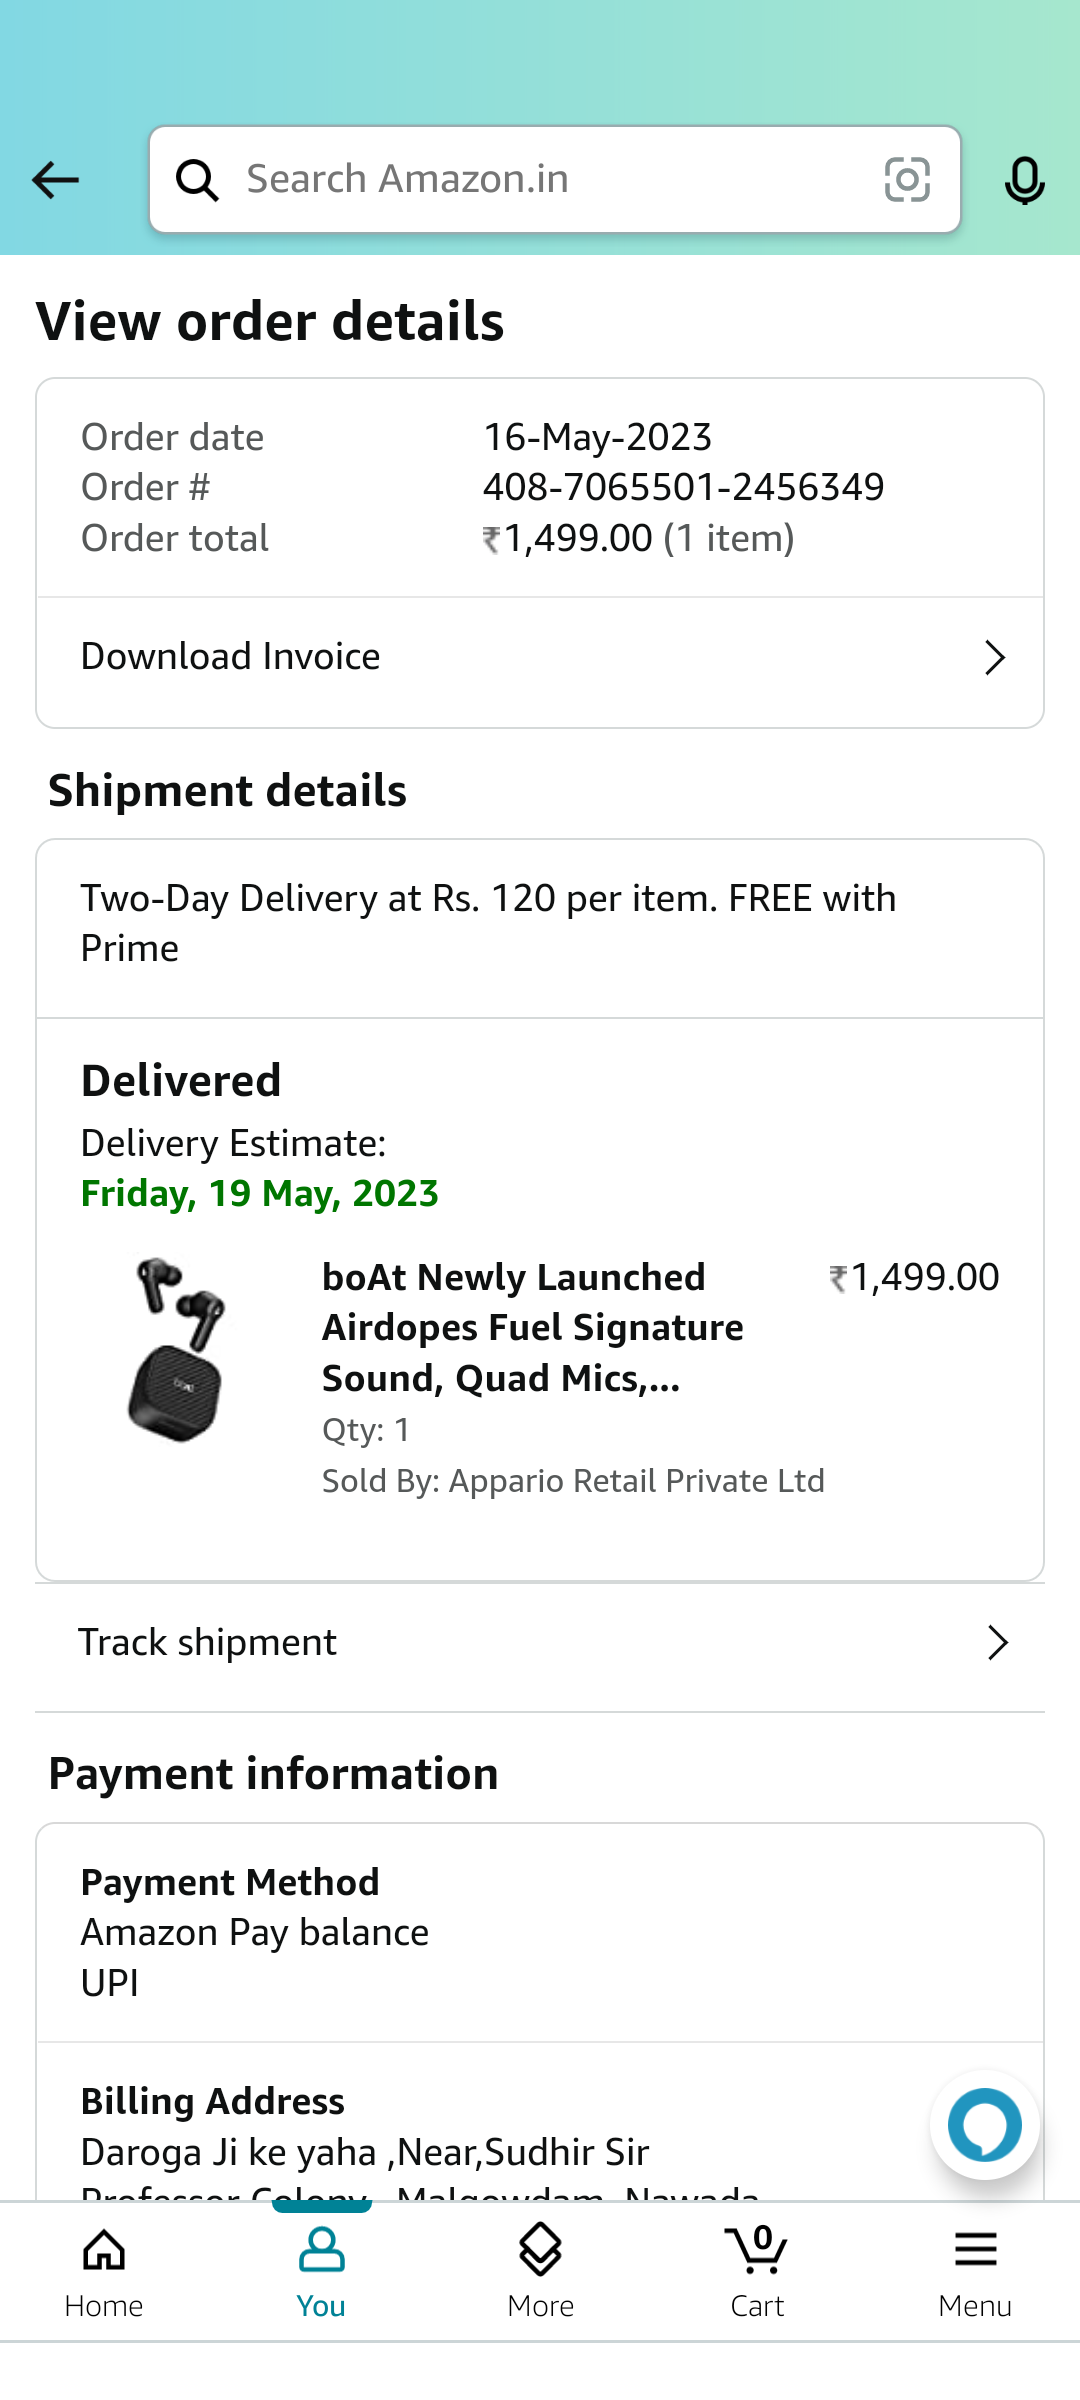 Search Amazon.in
View order details
Order date 16-May-2023
Order # 408-7065501-2456349
Order total ₹1,499.00 (1 item)
Download Invoice
Shipment details
Two-Day Delivery at Rs. 120 per item. FREE with
Prime
Delivered
Delivery Estimate:
Friday, 19 May, 2023
boAt Newly Launched ₹1,499.00
Airdopes Fuel Signature
Sound, Quad Mics,...
Qty: 1
Sold By: Appario Retail Private Ltd
Track shipment
Payment information
Payment Method
Amazon Pay balance
UPI
Billing Address
Daroga Ji ke yaha ,Near,Sudhir Sir
Professor Colony , Malgowdam, Nawada
0
Home You More Cart Menu